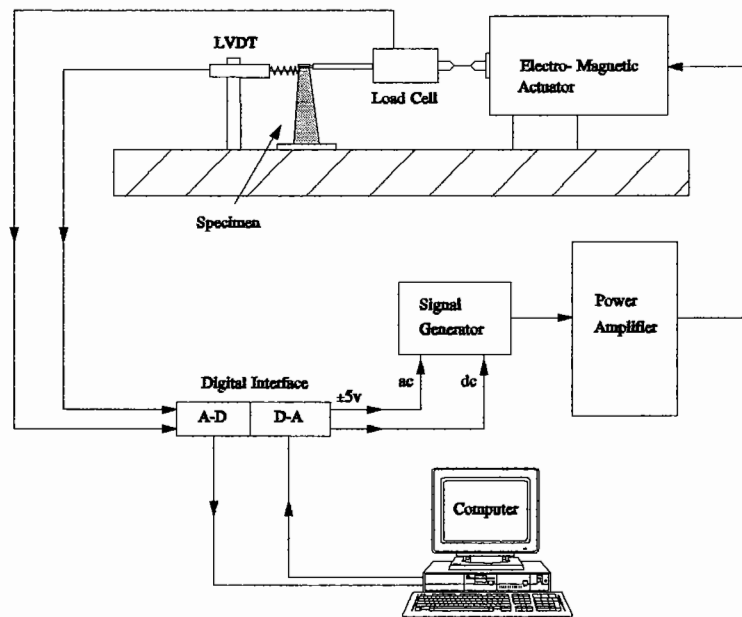 LVDT
Electro- Magnetic
Actuator
Load Cell
Specimen
Signal
Generator
Power
Amplifier
ac
dc
Digital Interface
±5v
A-D
D-A
Computer